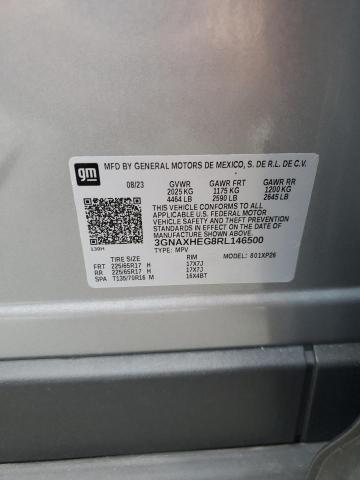 gm
MFD BY GENERAL MOTORS DE MEXICO, S. DE R.L. DE C.V.
08/23 GVWR GAWR FRT GAWR RR
2025 KG 1175 KG 1200 KG
4464 LB 2590 LB 2645 LB
THIS VEHICLE CONFORMS TO ALL
APPLICABLE U.S. FEDERAL MOTOR
VEHICLE SAFETY AND THEFT PREVENTION
STANDARDS IN EFFECT ON THE DATE OF
MANUFACTURE SHOWN ABOVE.
3GNAXHEG8RL146500
L30H TYPE: MPV
TIRE SIZE RIM MODEL: 801XP26
FRT 225/65R17 H 17X7J
RR 225/65R17 H 17X7J
SPA T135/70R16 M 16X4BT